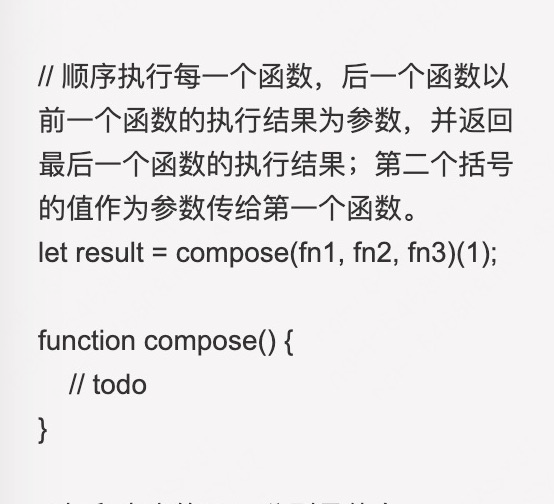 // 顺序执行每一个函数，后一个函数以
前一个函数的执行结果为参数，并返回
最后一个函数的执行结果；第二个括号
的值作为参数传给第一个函数。
let result = compose(fn1, fn2, fn3)(1);
function compose() {
// todo
}